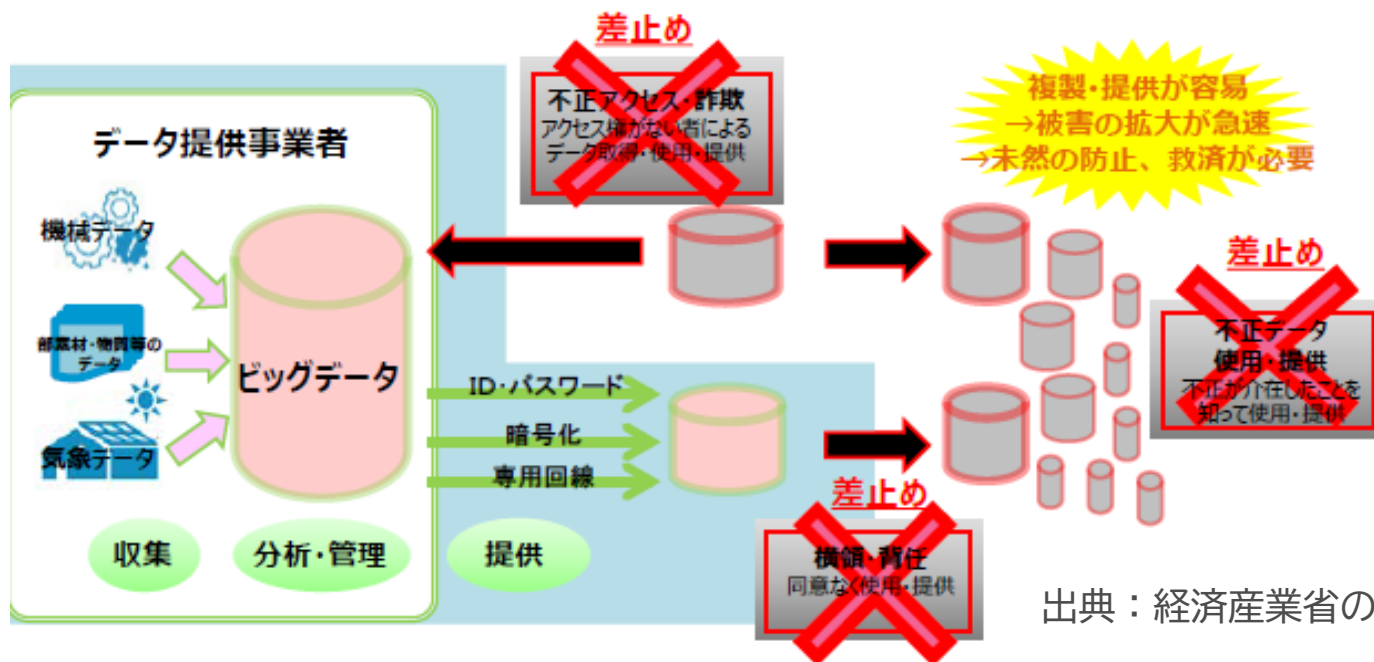 差止め
不正アクセス・詐欺
アクセス権がない者による
データ取得・使用・提供
複製・提供が容易
→被害の拡大が急速
→未然の防止、救済が必要
データ提供事業者
機械データ
部素材・物質等の
データ
気象データ
ビッグデータ
ID・パスワード
暗号化
専用回線
差止め
不正データ
使用・提供
不正が介在したことを
知って使用・提供
差止め
横領・背任
同意なく使用・提供
収集
分析・管理
提供
出典：経済産業省の